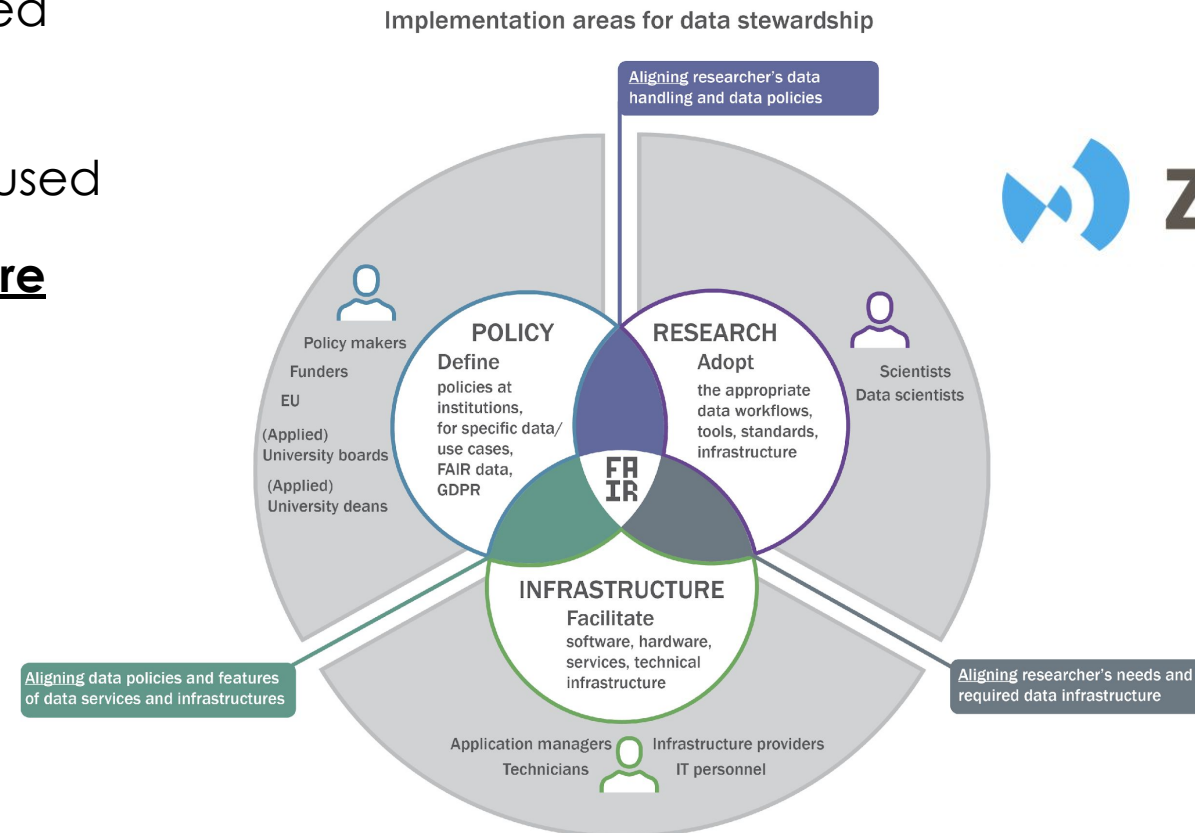 Implementation areas for data stewardship
ed
used
re
Aligning researcher's data
handling and data policies
Z
Policy makers
Funders
EU
(Applied)
University boards
(Applied)
University deans
POLICY
Define
policies at
institutions,
for specific data/
use cases,
FAIR data,
GDPR
RESEARCH
Adopt
the appropriate
data workflows,
tools, standards,
infrastructure
Scientists
Data scientists
FA
IR
INFRASTRUCTURE
Facilitate
software, hardware,
services, technical
infrastructure
Aligning data policies and features
of data services and infrastructures
Aligning researcher's needs and
required data infrastructure
Application managers
Technicians
Infrastructure providers
IT personnel